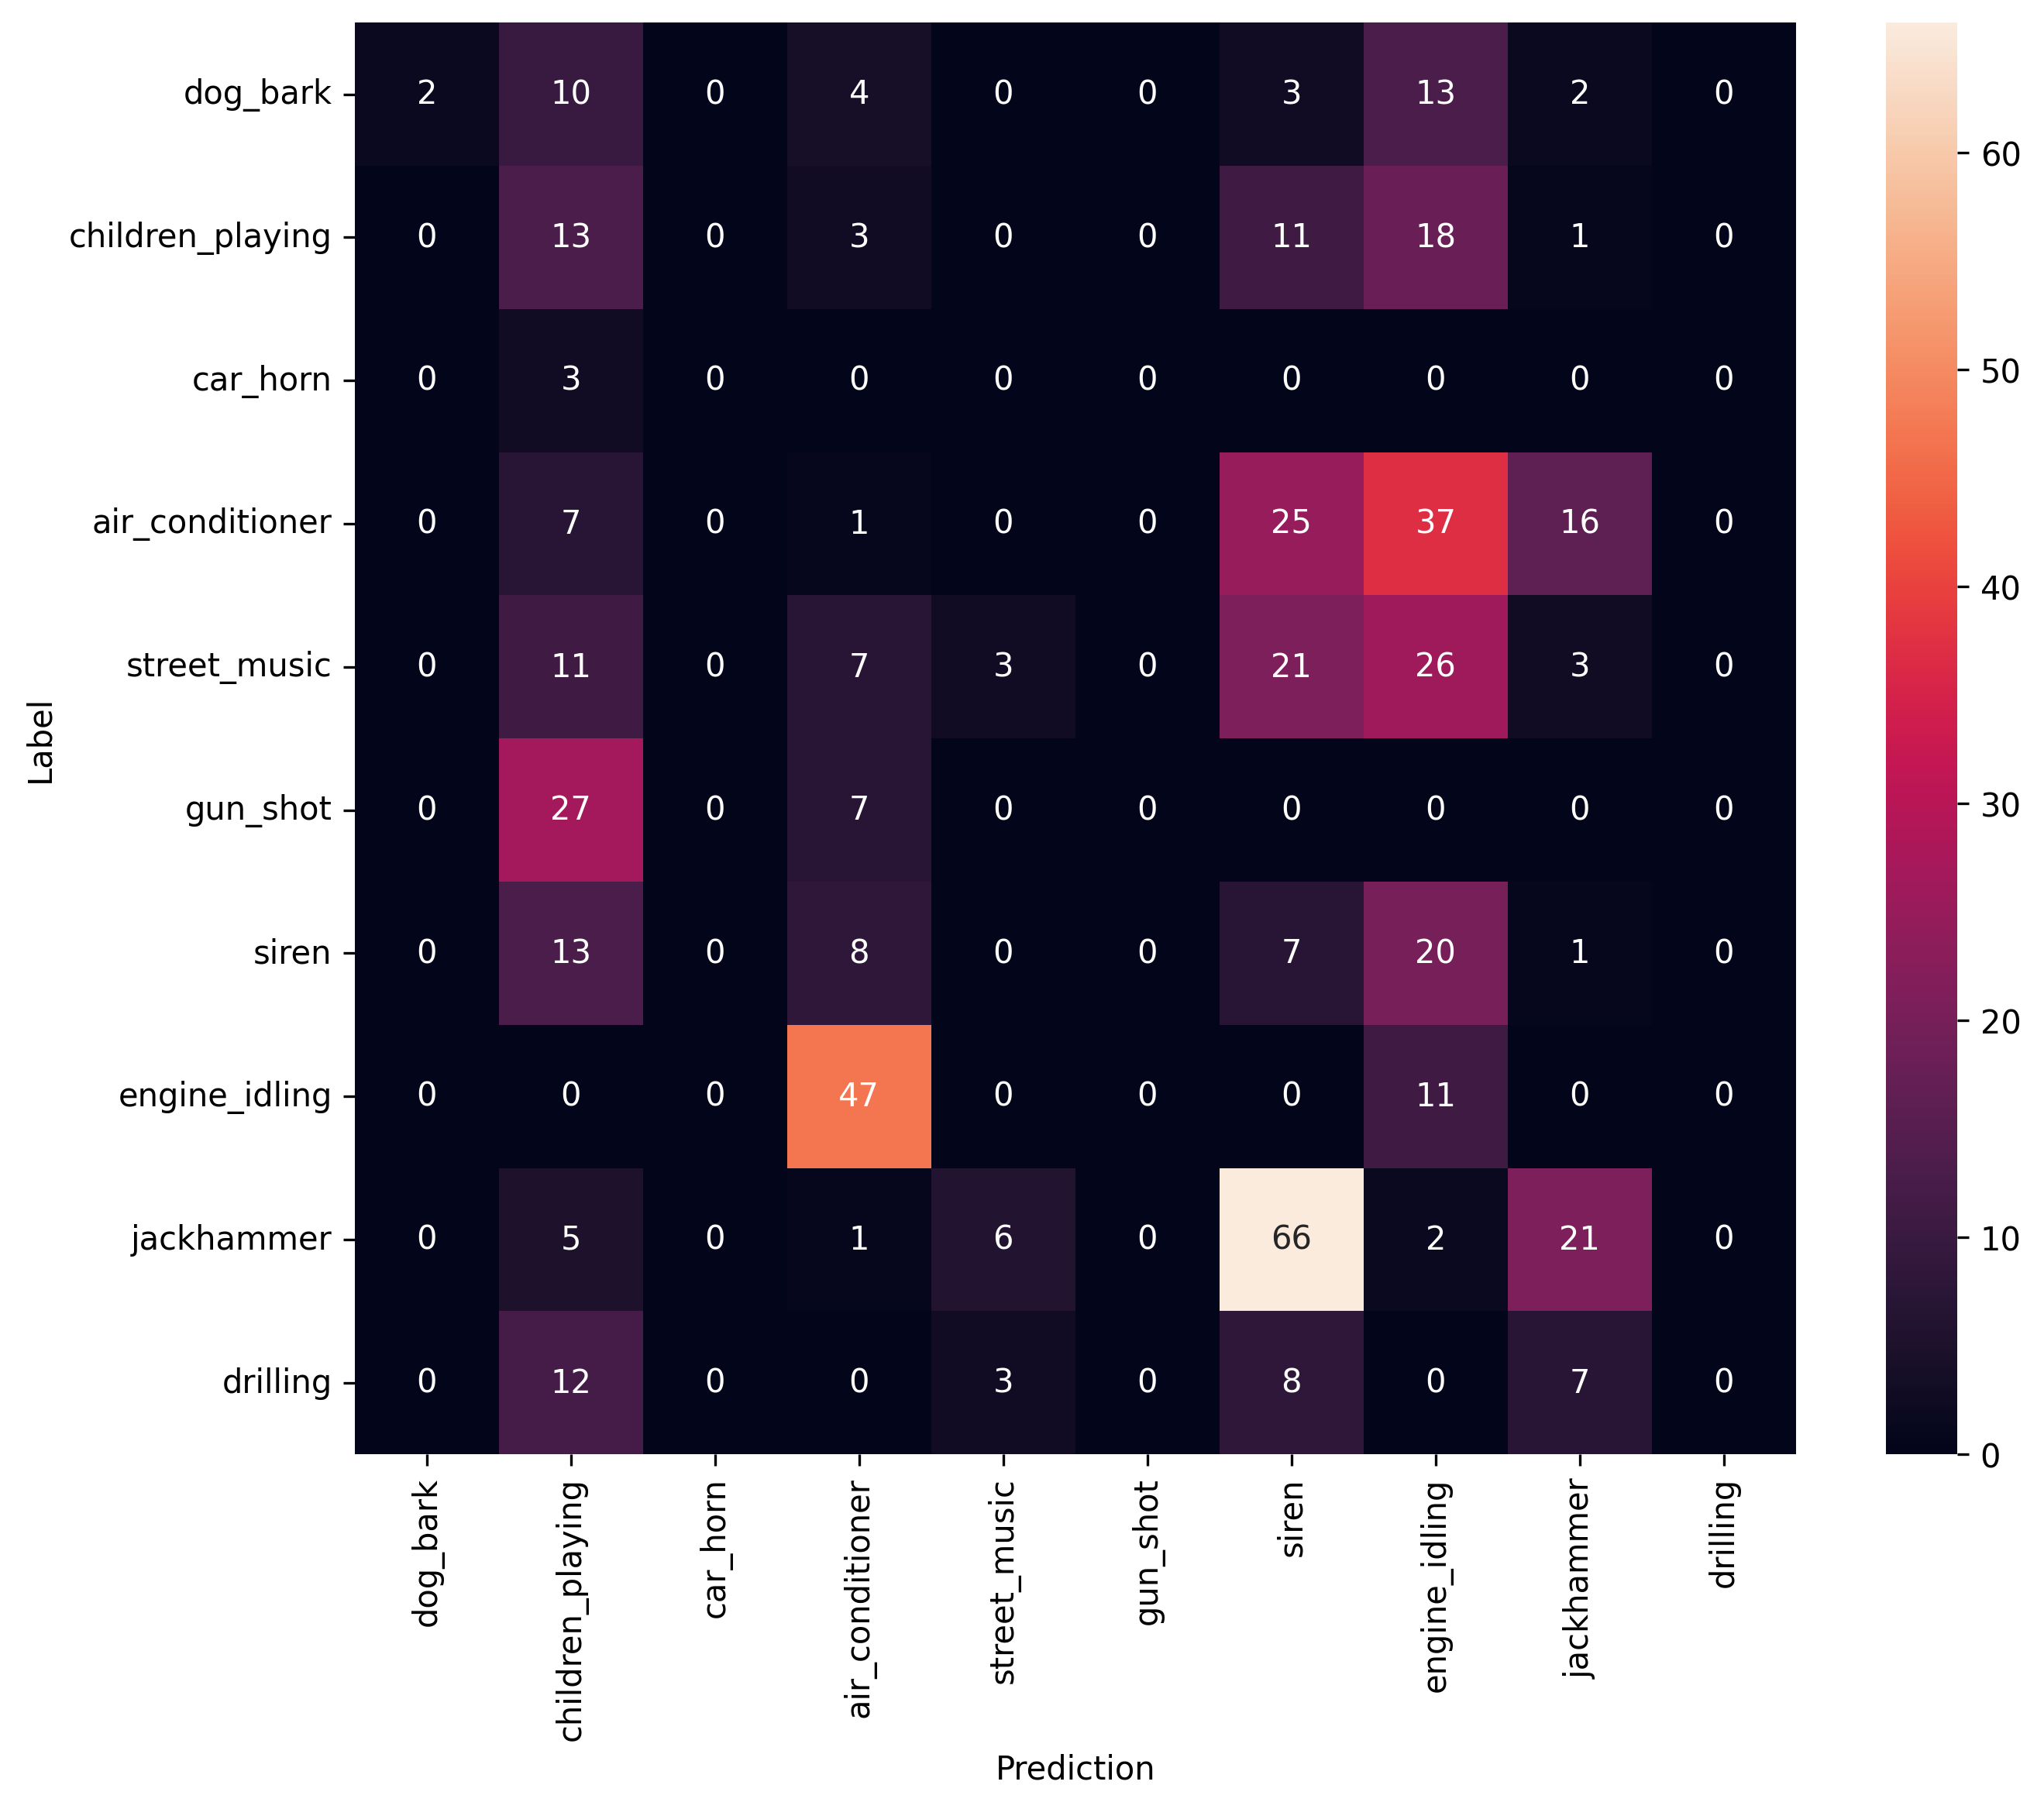 dog_bark 2 10 0 4 0 0 3 13 2 0
children_playing 0 13 0 3 0 0 11 18 1 0
car_horn 0 3 0 0 0 0 0 0 0 0
air_conditioner 0 7 0 1 0 0 25 37 16 0
street_music 0 11 0 7 3 0 21 26 3 0
gun_shot 0 27 0 7 0 0 0 0 0 0
siren 0 13 0 8 0 0 7 20 1 0
engine_idling 0 0 0 47 0 0 0 11 0 0
jackhammer 0 5 0 1 6 0 66 2 21 0
drilling 0 12 0 0 3 0 8 0 7 0
Label
dog_bark
children_playing
car_horn
air_conditioner
street_music
gun_shot
siren
engine_idling
jackhammer
drilling
Prediction
60
50
40
30
20
10
0